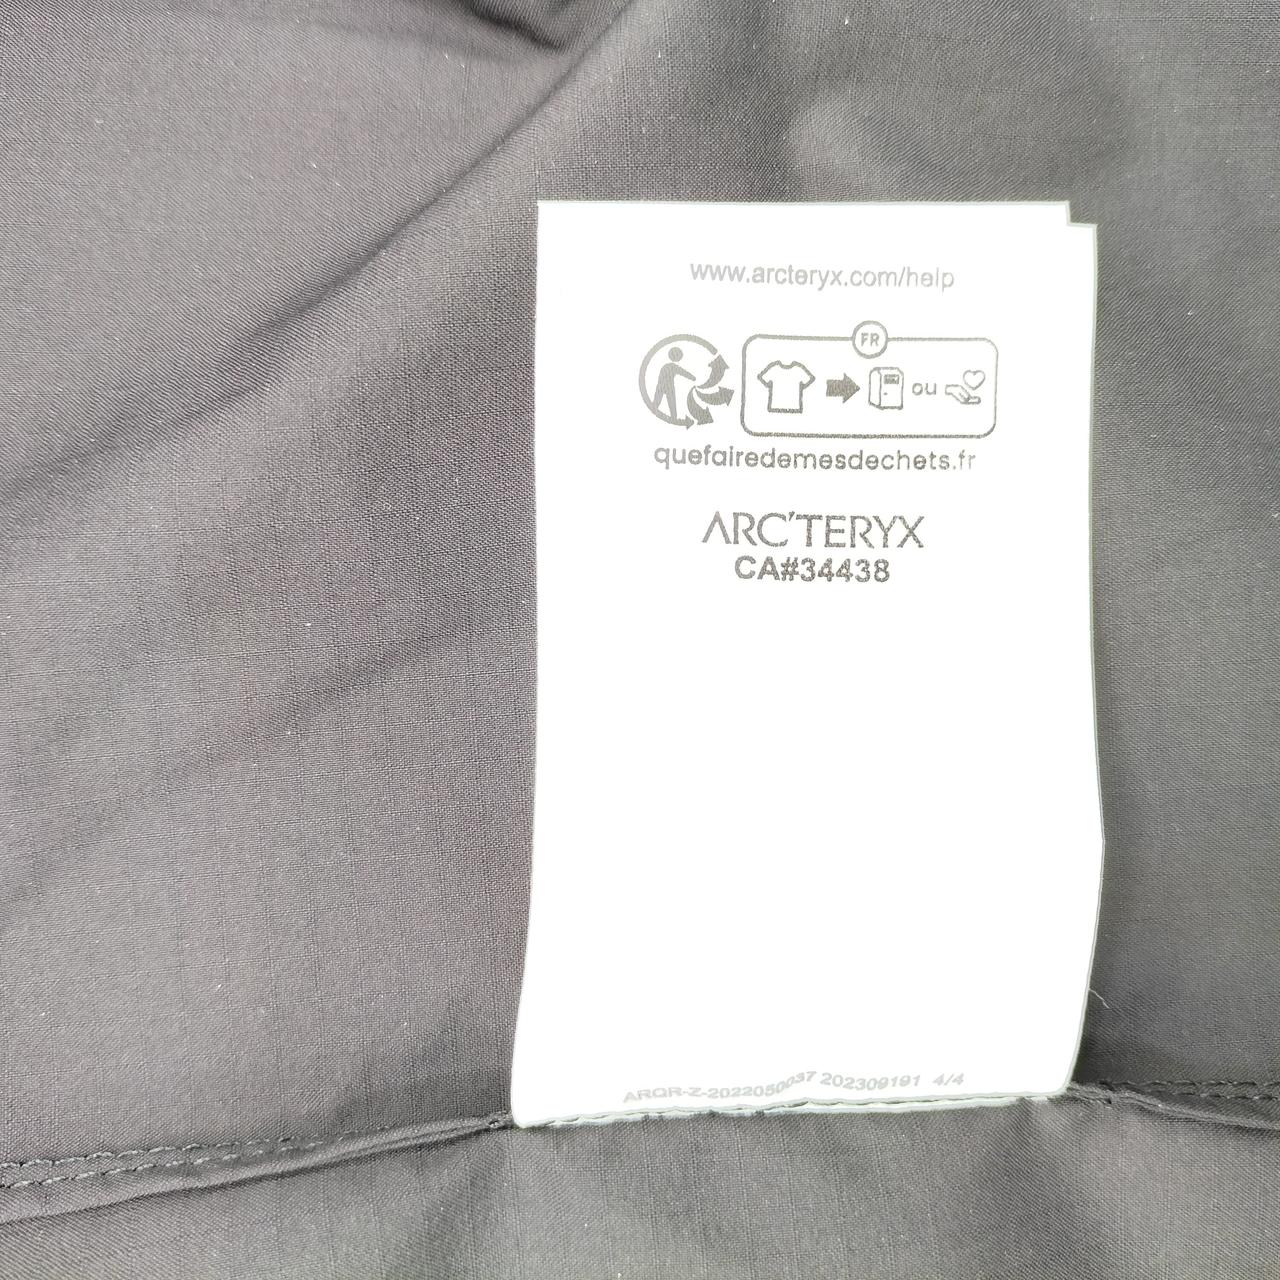 www.arcteryx.com/help
FR
ou
quefairedemesdechets.fr
ARC'TERYX
CA#34438
ARQR-Z-2022050037 202309191 4/4